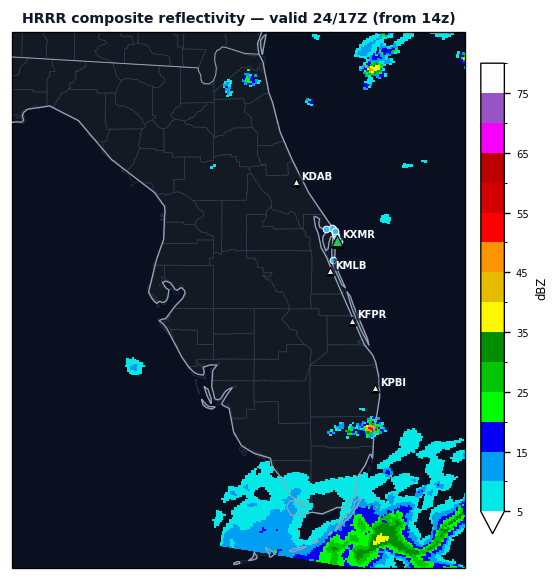 HRRR composite reflectivity — valid 24/17Z (from 14z)
KDAB
KXMR
KMLB
KFPR
KPBI
75
65
55
45
35
25
15
5
dBZ